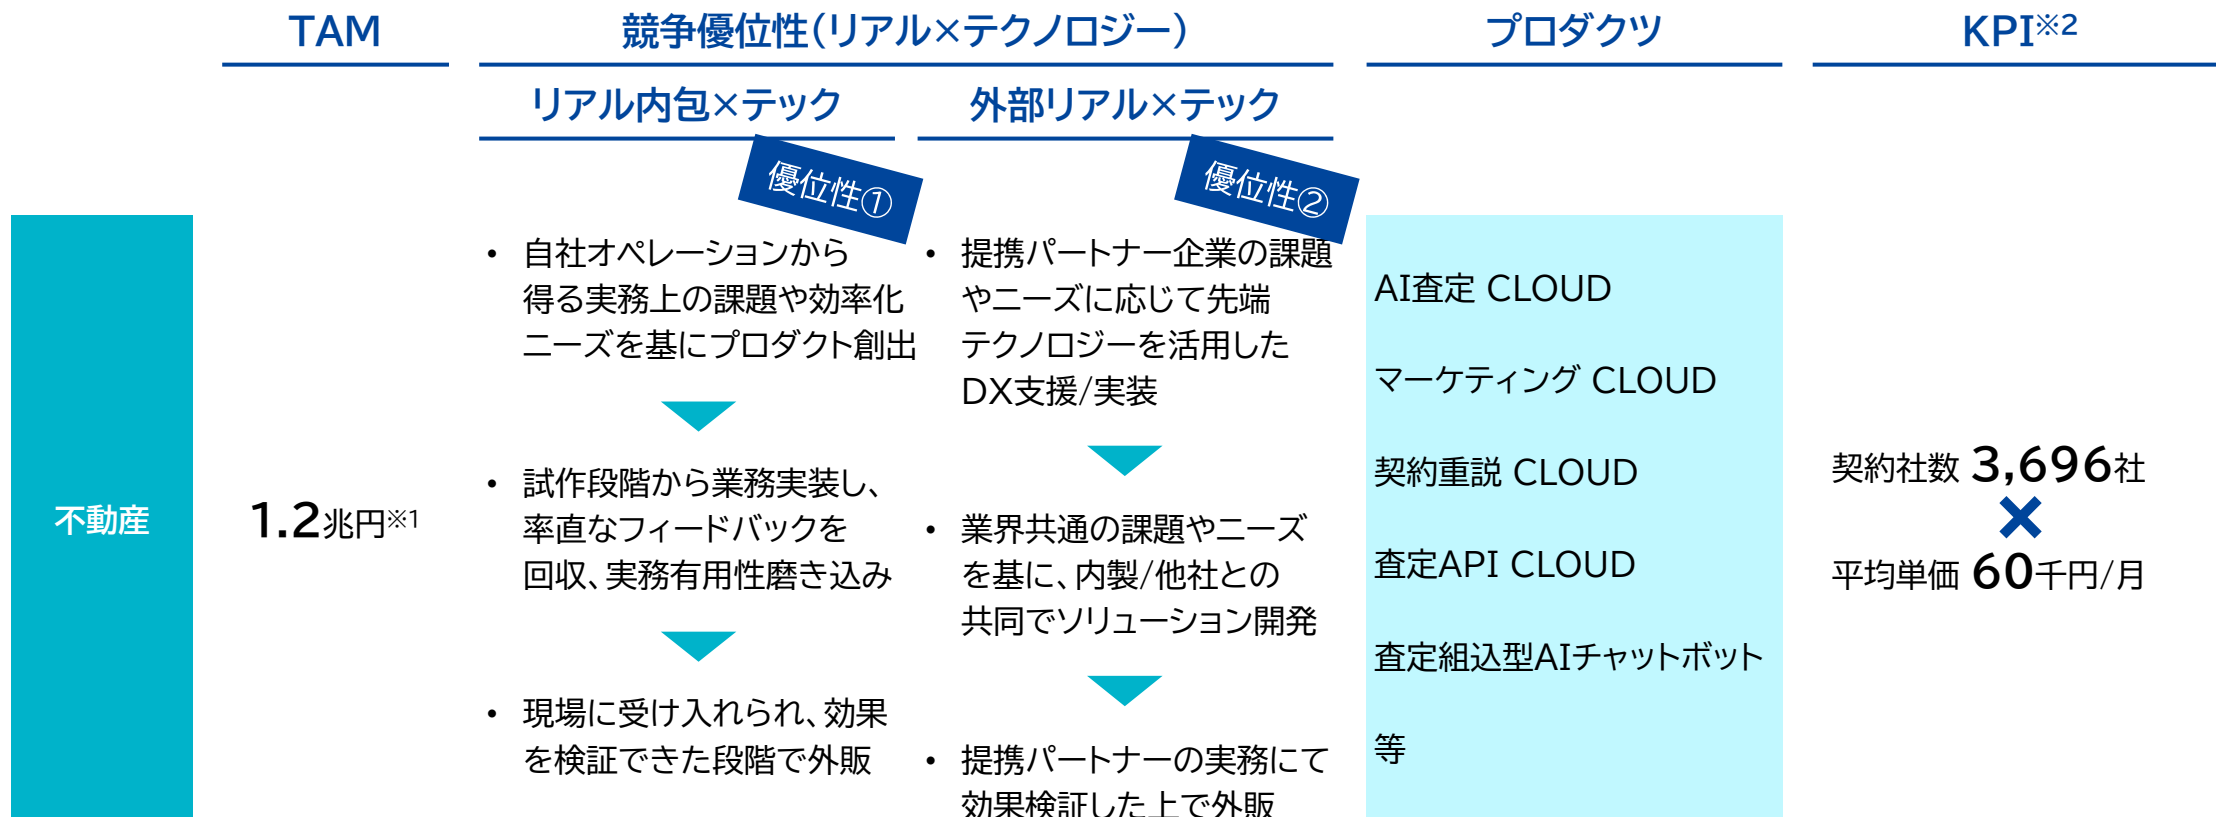 TAM
競争優位性(リアル×テクノロジー)
プロダクツ
KPI※2
リアル内包×テック
外部リアル×テック
優位性①
優位性②
不動産
1.2兆円※1
• 自社オペレーションから
得る実務上の課題や効率化
ニーズを基にプロダクト創出
• 試作段階から業務実装し、
率直なフィードバックを
回収、実務有用性磨き込み
• 現場に受け入れられ、効果
を検証できた段階で外販
• 提携パートナー企業の課題
やニーズに応じて先端
テクノロジーを活用した
DX支援/実装
• 業界共通の課題やニーズ
を基に、内製/他社との
共同でソリューション開発
• 提携パートナーの実務にて
効果検証した上で外販
AI査定 CLOUD
マーケティング CLOUD
契約重説 CLOUD
査定API CLOUD
査定組込型AIチャットボット
等
契約社数 3,696社
×
平均単価 60千円/月